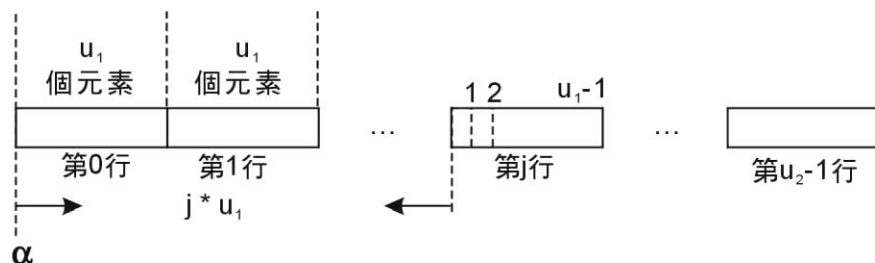 u₁ u₁
個元素 個元素
1 2 u₁-1
... ...
第0行 第1行 第j行 第u₂-1行
j * u₁
α